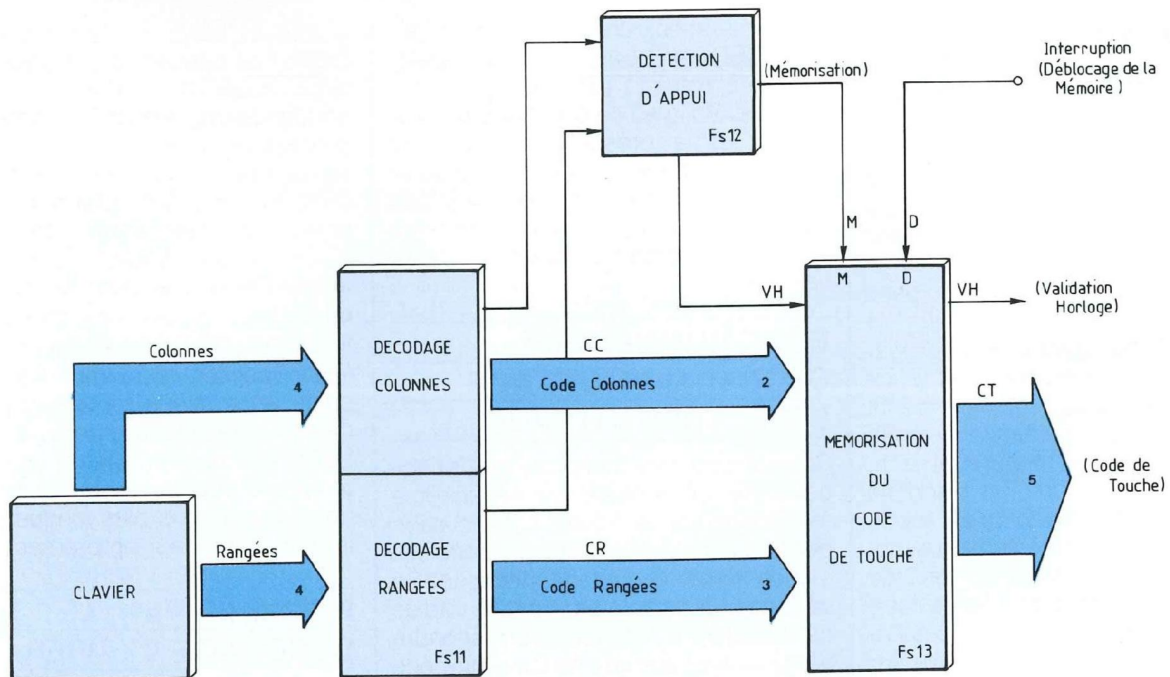 DETECTION
D'APPUI
Fs12
(Mémorisation)
Interruption
(Déblocage de la
Mémoire)
M
D
M
D
VH
VH
(Validation
Horloge)
Colonnes
4
DECODAGE
COLONNES
CC
Code Colonnes
2
CT
MEMORISATION
DU
CODE
DE TOUCHE
5
(Code de
Touche)
CLAVIER
Rangées
4
DECODAGE
RANGEES
CR
Code Rangées
3
Fs11
Fs13